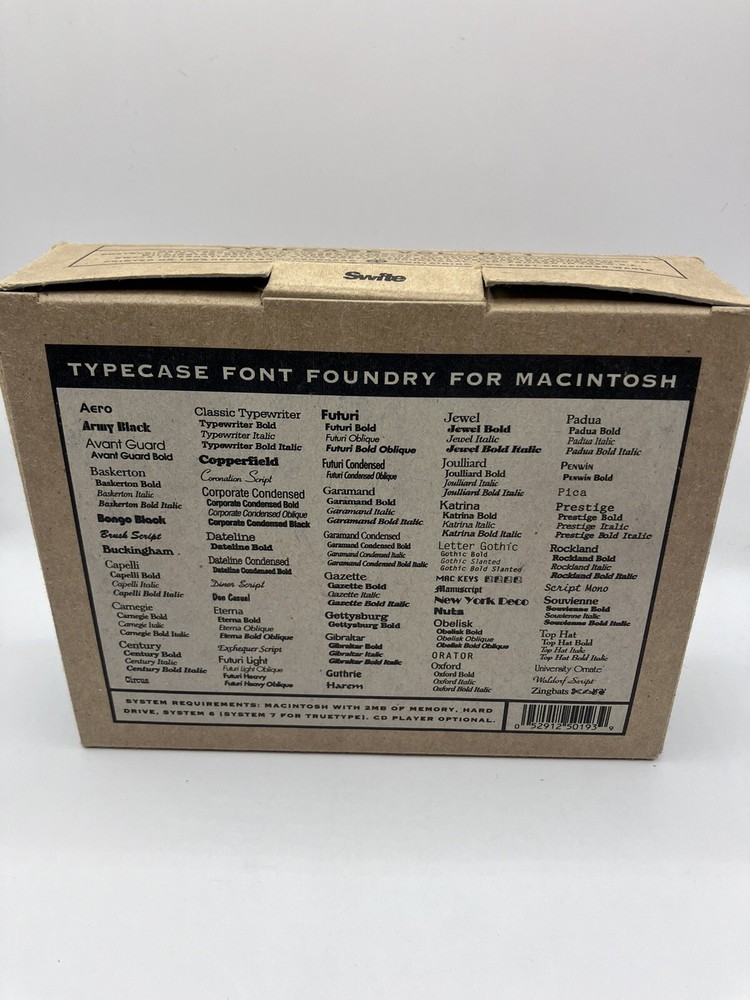 Swfte
TYPECASE FONT FOUNDRY FOR MACINTOSH
Aero
Army Black
Avant Guard
Avant Guard Bold
Baskerton
Baskerton Bold
Baskerton Italic
Baskerton Bold Italic
Bongo Black
Brush Script
Buckingham
Capelli
Capelli Bold
Capelli Italic
Capelli Bold Italic
Carnegie
Carnegie Bold
Carnegie Italic
Carnegie Bold Italic
Century
Century Bold
Century Italic
Century Bold Italic
Circus
Classic Typewriter
Typewriter Bold
Typewriter Italic
Typewriter Bold Italic
Copperfield
Coronation Script
Corporate Condensed
Corporate Condensed Bold
Corporate Condensed Oblique
Corporate Condensed Black
Dateline
Dateline Bold
Dateline Condensed
Dateline Condensed Bold
Diner Script
Doe Casual
Eterna
Eterna Bold
Eterna Oblique
Eterna Bold Oblique
Exchequer Script
Futuri Light
Futuri Light Oblique
Futuri Heavy
Futuri Heavy Oblique
Futuri
Futuri Bold
Futuri Oblique
Futuri Bold Oblique
Futuri Condensed
Futuri Condensed Oblique
Garamand
Garamand Bold
Garamand Italic
Garamand Bold Italic
Garamand Condensed
Garamand Condensed Bold
Garamand Condensed Italic
Garamand Condensed Bold Italic
Gazette
Gazette Bold
Gazette Italic
Gazette Bold Italic
Gettysburg
Gettysburg Bold
Gibraltar
Gibraltar Bold
Gibraltar Italic
Gibraltar Bold Italic
Guthrie
Harem
Jewel
Jewel Bold
Jewel Italic
Jewel Bold Italic
Joulliard
Joulliard Bold
Joulliard Italic
Joulliard Bold Italic
Katrina
Katrina Bold
Katrina Italic
Katrina Bold Italic
Letter Gothic
Gothic Bold
Gothic Slanted
Gothic Bold Slanted
MAC KEYS
Manuscript
New York Deco
Nuts
Obelisk
Obelisk Bold
Obelisk Oblique
Obelisk Bold Oblique
ORATOR
Oxford
Oxford Bold
Oxford Italic
Oxford Bold Italic
Padua
Padua Bold
Padua Italic
Padua Bold Italic
Penwin
Penwin Bold
Pica
Prestige
Prestige Bold
Prestige Italic
Prestige Bold Italic
Rockland
Rockland Bold
Rockland Italic
Rockland Bold Italic
Script Mono
Souvienne
Souvienne Bold
Souvienne Italic
Souvienne Bold Italic
Top Hat
Top Hat Bold
Top Hat Italic
Top Hat Bold Italic
University Ornate
Waldorf Script
Zingbats
SYSTEM REQUIREMENTS: MACINTOSH WITH 2MB OF MEMORY, HARD
DRIVE, SYSTEM 6 (SYSTEM 7 FOR TRUETYPE). CD PLAYER OPTIONAL.
0 52912 50193 9